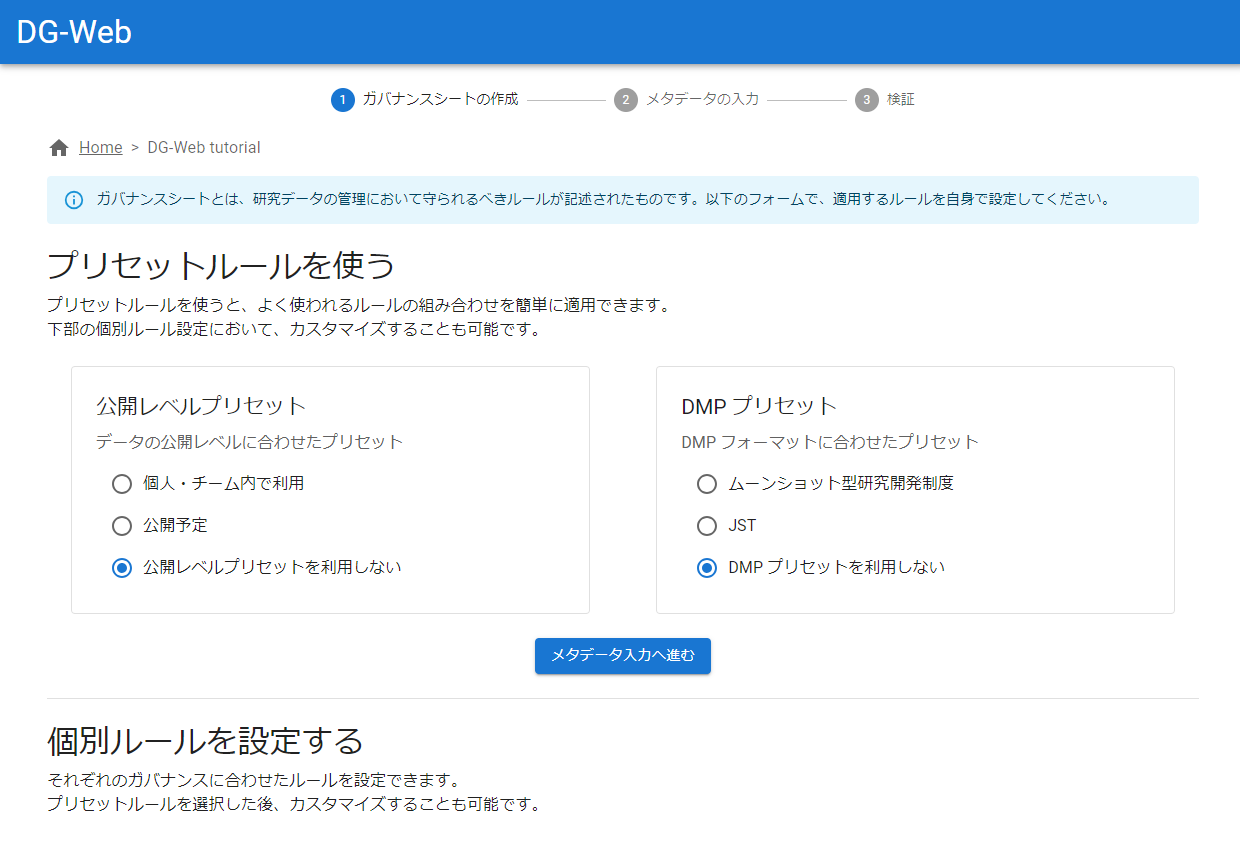 DG-Web
1 ガバナンスシートの作成 2 メタデータの入力 3 検証
Home > DG-Web tutorial
ガバナンスシートとは、研究データの管理において守られるべきルールが記述されたものです。以下のフォームで、適用するルールを自身で設定してください。
プリセットルールを使う
プリセットルールを使うと、よく使われるルールの組み合わせを簡単に適用できます。
下部の個別ルール設定において、カスタマイズすることも可能です。
公開レベルプリセット
データの公開レベルに合わせたプリセット
個人・チーム内で利用
公開予定
公開レベルプリセットを利用しない
DMP プリセット
DMP フォーマットに合わせたプリセット
ムーンショット型研究開発制度
JST
DMP プリセットを利用しない
メタデータ入力へ進む
個別ルールを設定する
それぞれのガバナンスに合わせたルールを設定できます。
プリセットルールを選択した後、カスタマイズすることも可能です。